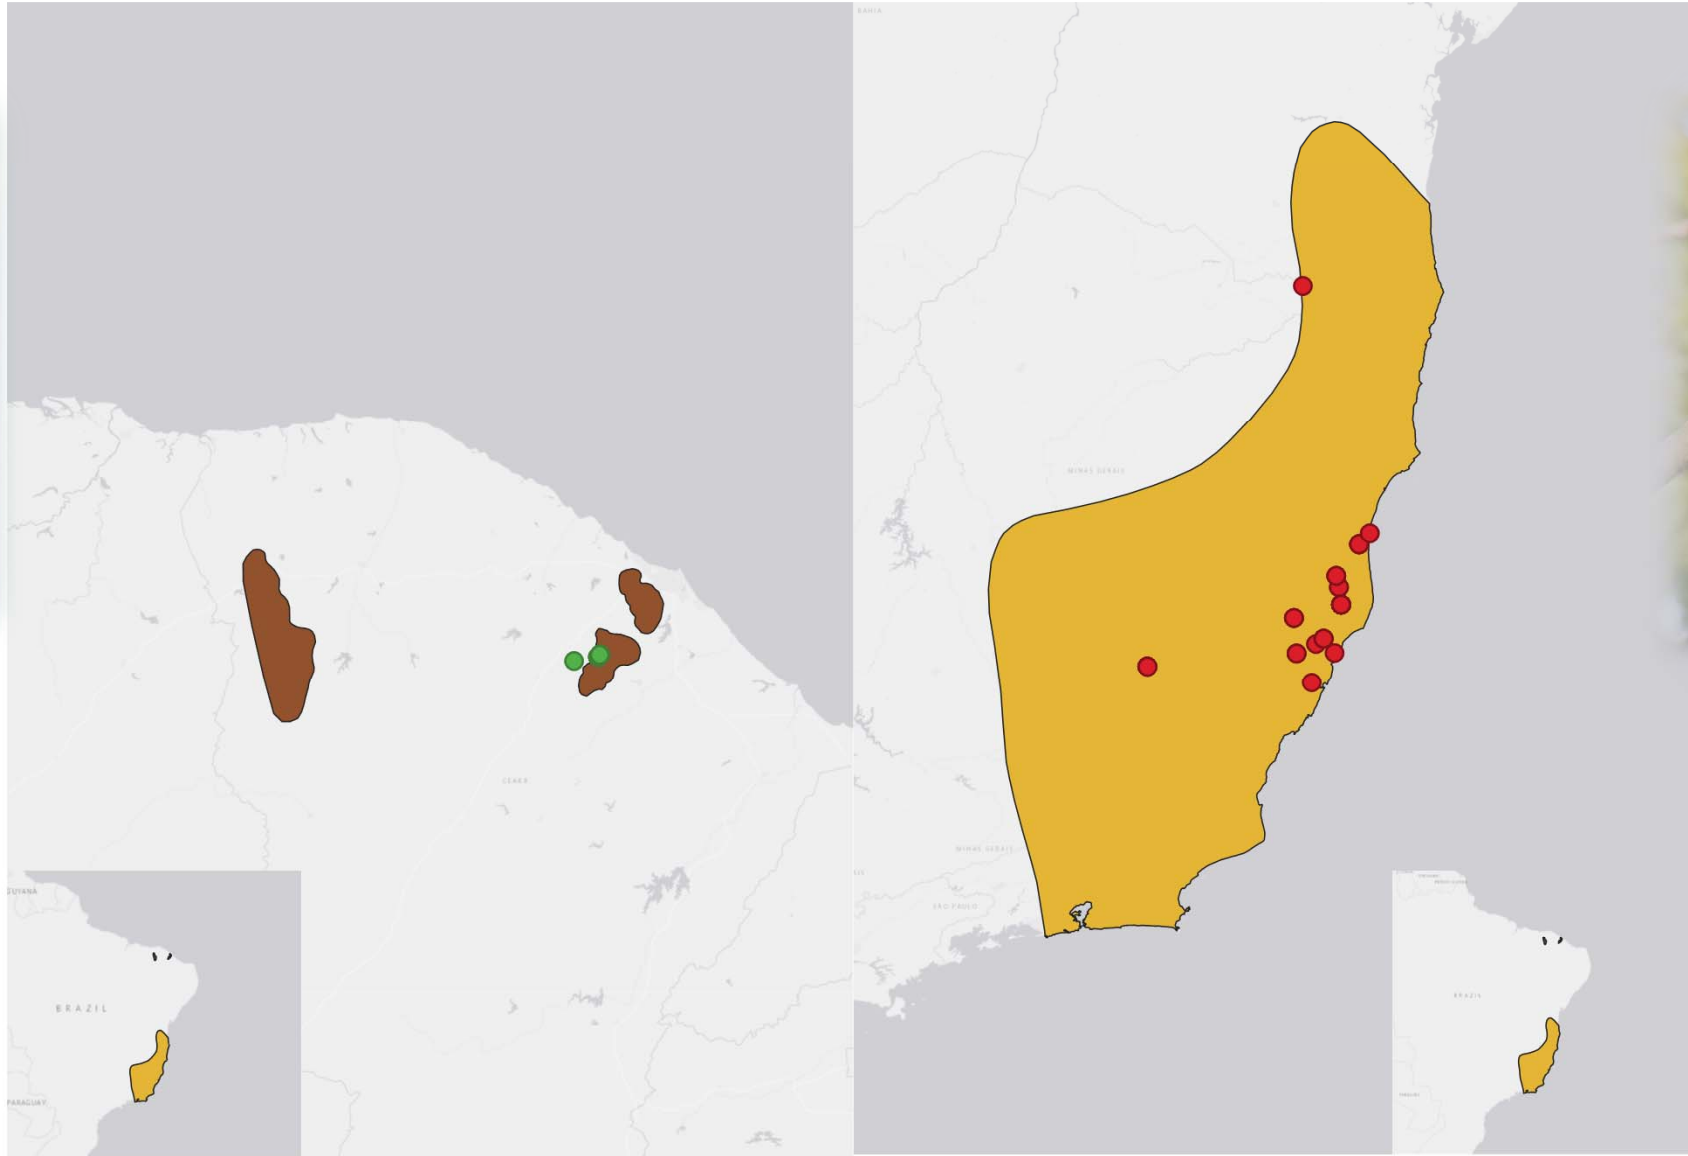 BAHIA
MINAS GERAIS
CEARÁ
MINAS GERAIS
SÃO PAULO
GUYANA
BRAZIL
PARAGUAY
BRAZIL